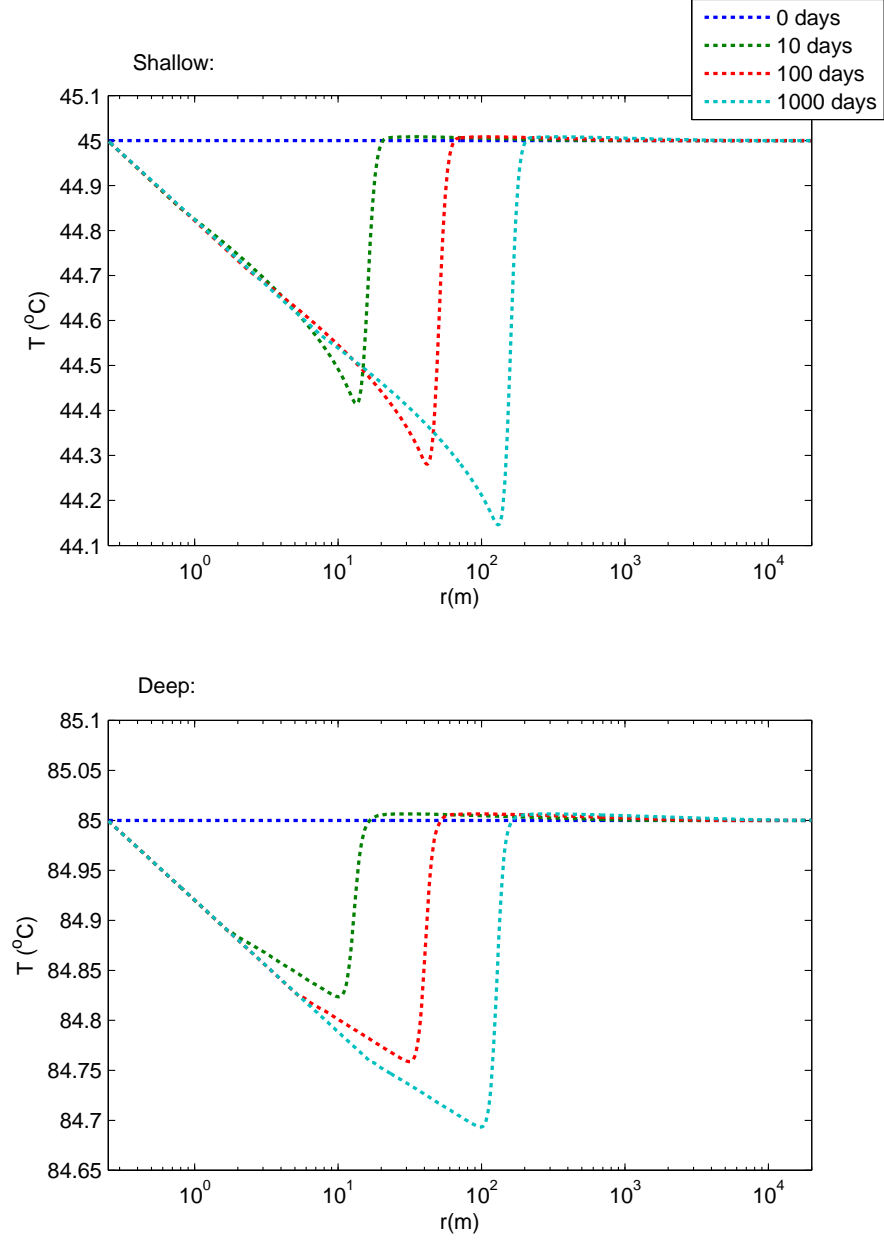 0 days
10 days
100 days
1000 days
Shallow:
45.1
45
44.9
44.8
44.7
44.6
44.5
44.4
44.3
44.2
44.1
T (°C)
10⁰ 10¹ 10² 10³ 10⁴
r(m)
Deep:
85.1
85.05
85
84.95
84.9
84.85
84.8
84.75
84.7
84.65
T (°C)
10⁰ 10¹ 10² 10³ 10⁴
r(m)